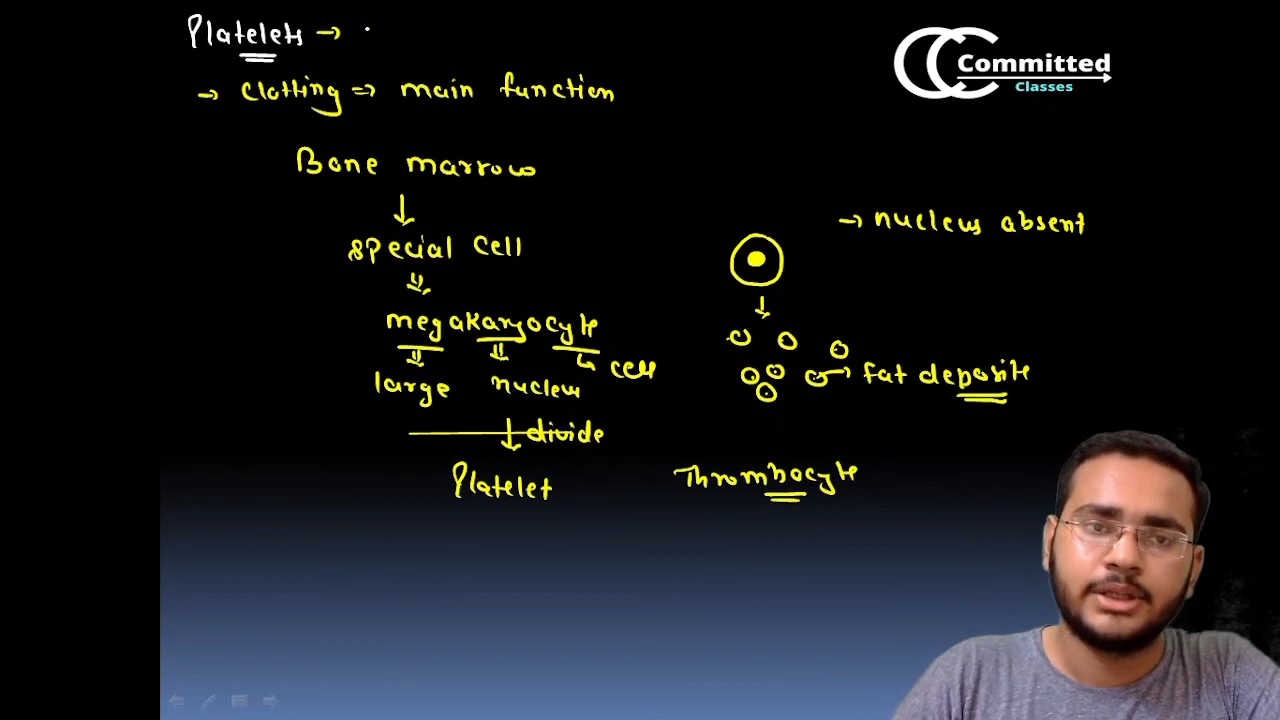 Platelets →
→ Clotting => main function
Bone marrow
↓
special cell
⇓
megakaryocyte
large nucleus cell
↓ divide
Platelet
→ nucleus absent
↓
→ fat deposite
Thrombocyte
CC Committed
Classes